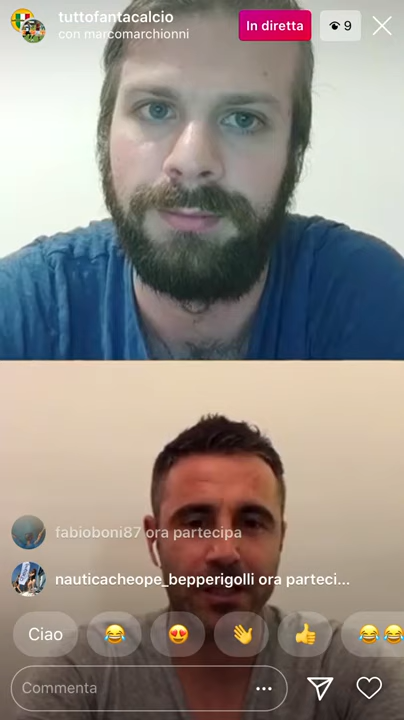 tuttofantacalcio
con marcomarchionni
In diretta
9
fabioboni87 ora partecipa
nauticacheope_bepperigolli ora parteci...
Ciao
Commenta